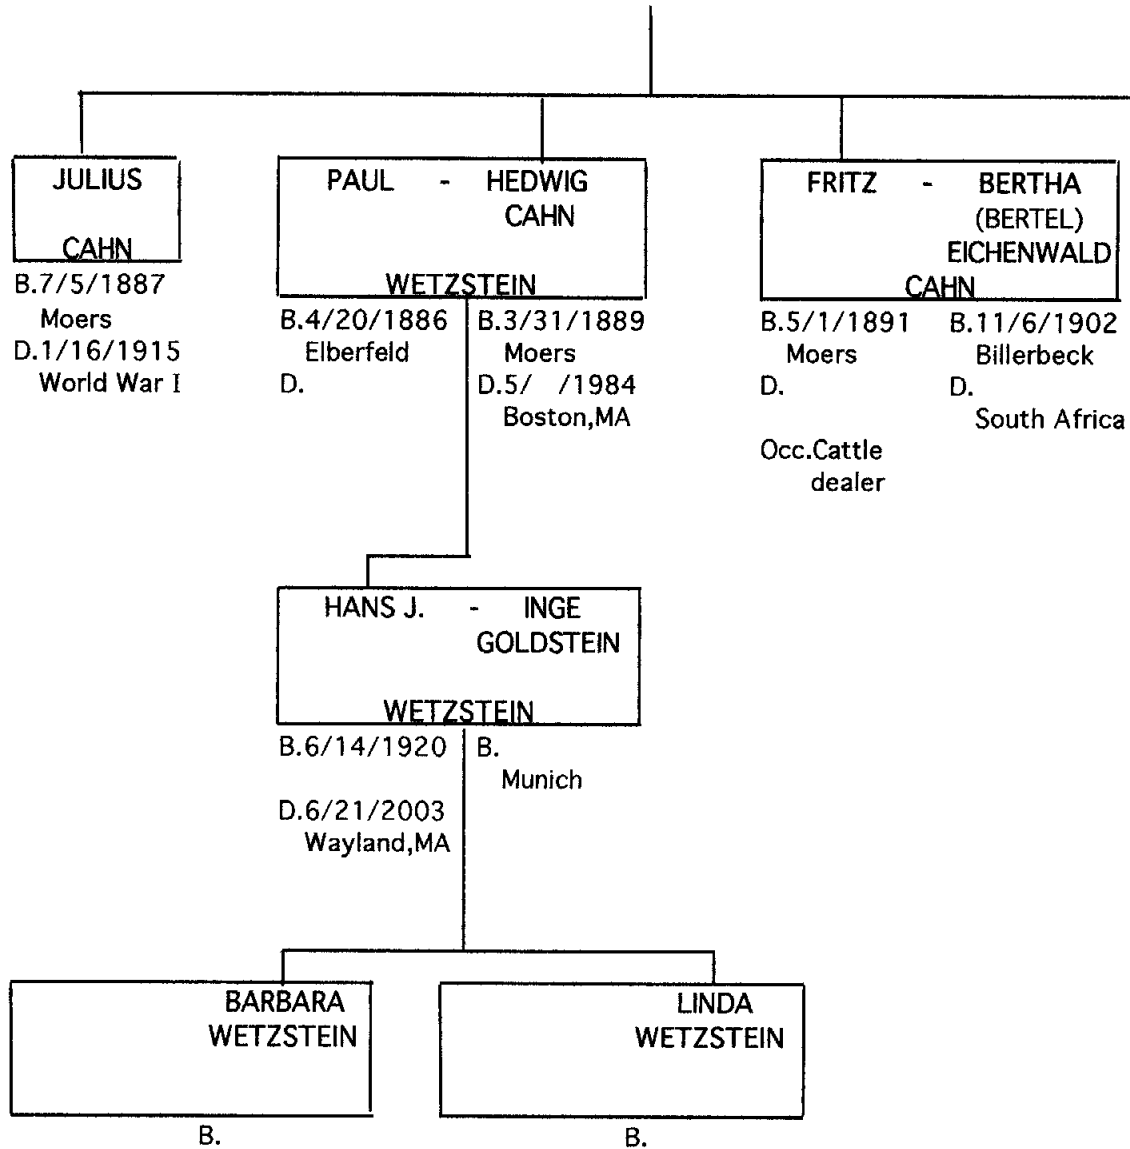 JULIUS
CAHN
B.7/5/1887
Moers
D.1/16/1915
World War I
PAUL - HEDWIG
CAHN
WETZSTEIN
B.4/20/1886
Elberfeld
D.
B.3/31/1889
Moers
D.5/ /1984
Boston,MA
FRITZ - BERTHA
(BERTEL)
EICHENWALD
CAHN
B.5/1/1891
Moers
D.
Occ.Cattle
dealer
B.11/6/1902
Billerbeck
D.
South Africa
HANS J. - INGE
GOLDSTEIN
WETZSTEIN
B.6/14/1920
D.6/21/2003
Wayland,MA
B.
Munich
BARBARA
WETZSTEIN
B.
LINDA
WETZSTEIN
B.